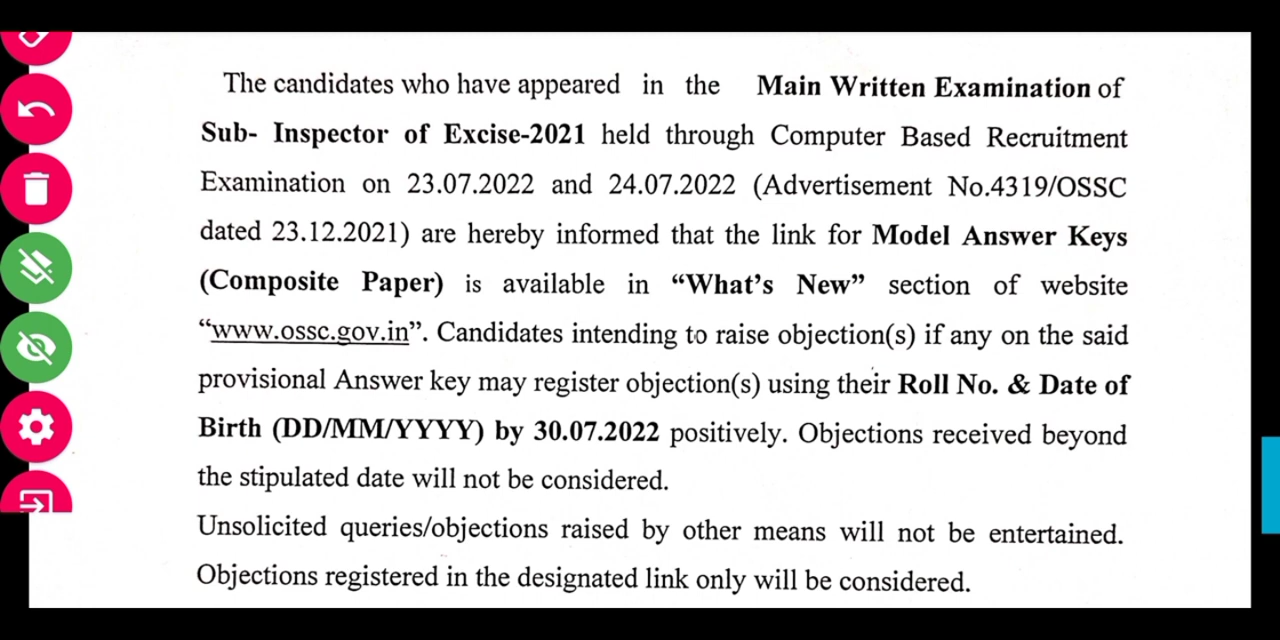 The candidates who have appeared in the Main Written Examination of
Sub- Inspector of Excise-2021 held through Computer Based Recruitment
Examination on 23.07.2022 and 24.07.2022 (Advertisement No.4319/OSSC
dated 23.12.2021) are hereby informed that the link for Model Answer Keys
(Composite Paper) is available in “What’s New” section of website
“www.ossc.gov.in”. Candidates intending to raise objection(s) if any on the said
provisional Answer key may register objection(s) using their Roll No. & Date of
Birth (DD/MM/YYYY) by 30.07.2022 positively. Objections received beyond
the stipulated date will not be considered.
Unsolicited queries/objections raised by other means will not be entertained.
Objections registered in the designated link only will be considered.